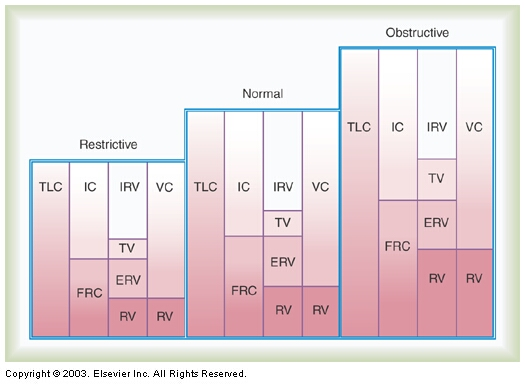 Obstructive
TLC IC IRV VC
TV
FRC ERV
RV RV
Normal
TLC IC IRV VC
TV
ERV
FRC RV RV
Restrictive
TLC IC IRV VC
TV
FRC ERV
RV RV
Copyright © 2003. Elsevier Inc. All Rights Reserved.